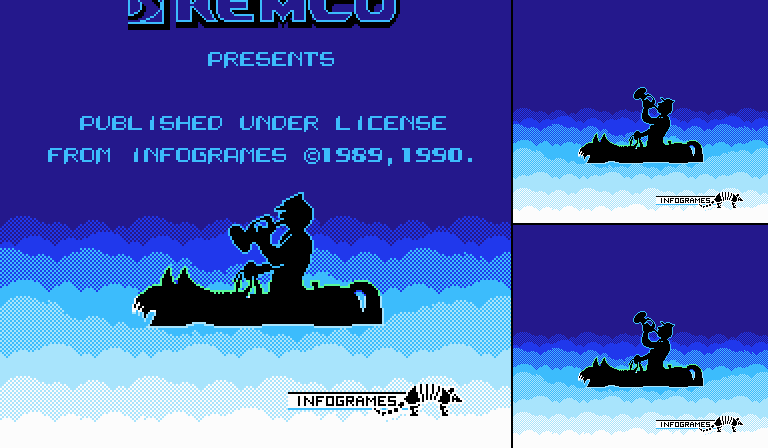 KEMCO
PRESENTS
PUBLISHED UNDER LICENSE
FROM INFOGRAMES ©1989,1990.
INFOGRAMES
INFOGRAMES
INFOGRAMES